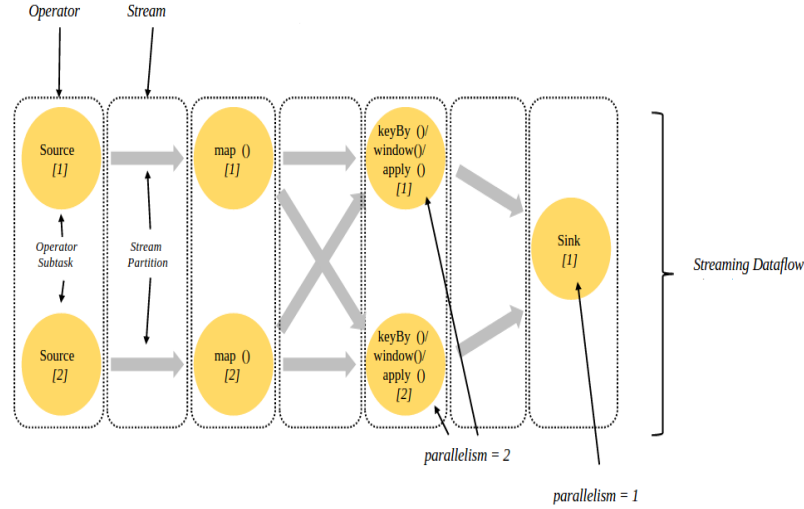 Operator
Stream
Source
[1]
map ()
[1]
keyBy ()/
window()/
apply ()
[1]
Operator
Subtask
Stream
Partition
Sink
[1]
Streaming Dataflow
Source
[2]
map ()
[2]
keyBy ()/
window()/
apply ()
[2]
parallelism = 2
parallelism = 1